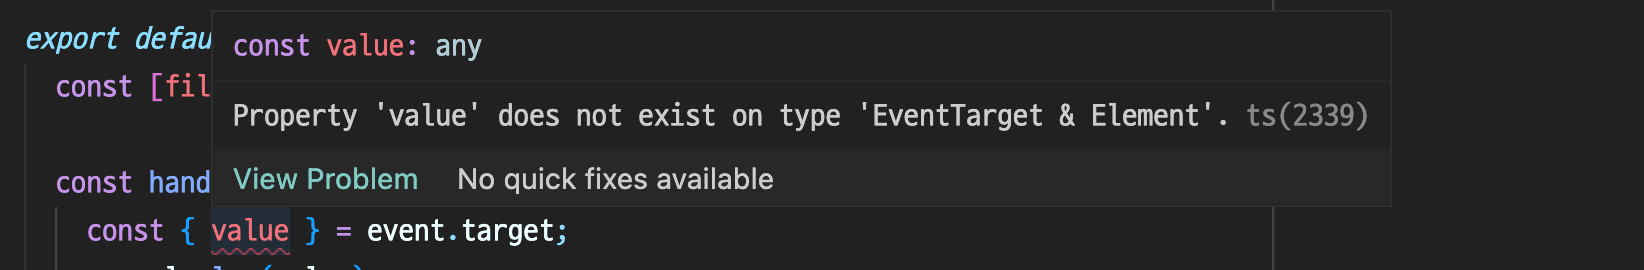 export defau
const value: any
const [fil
Property 'value' does not exist on type 'EventTarget & Element'. ts(2339)
const hand
View Problem No quick fixes available
const { value } = event.target;